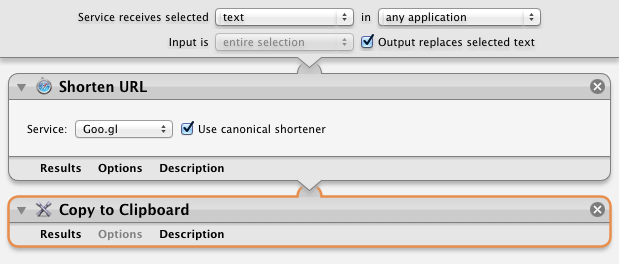 Service receives selected text in any application
Input is entire selection Output replaces selected text
Shorten URL
Service: Goo.gl Use canonical shortener
Results Options Description
Copy to Clipboard
Results Options Description